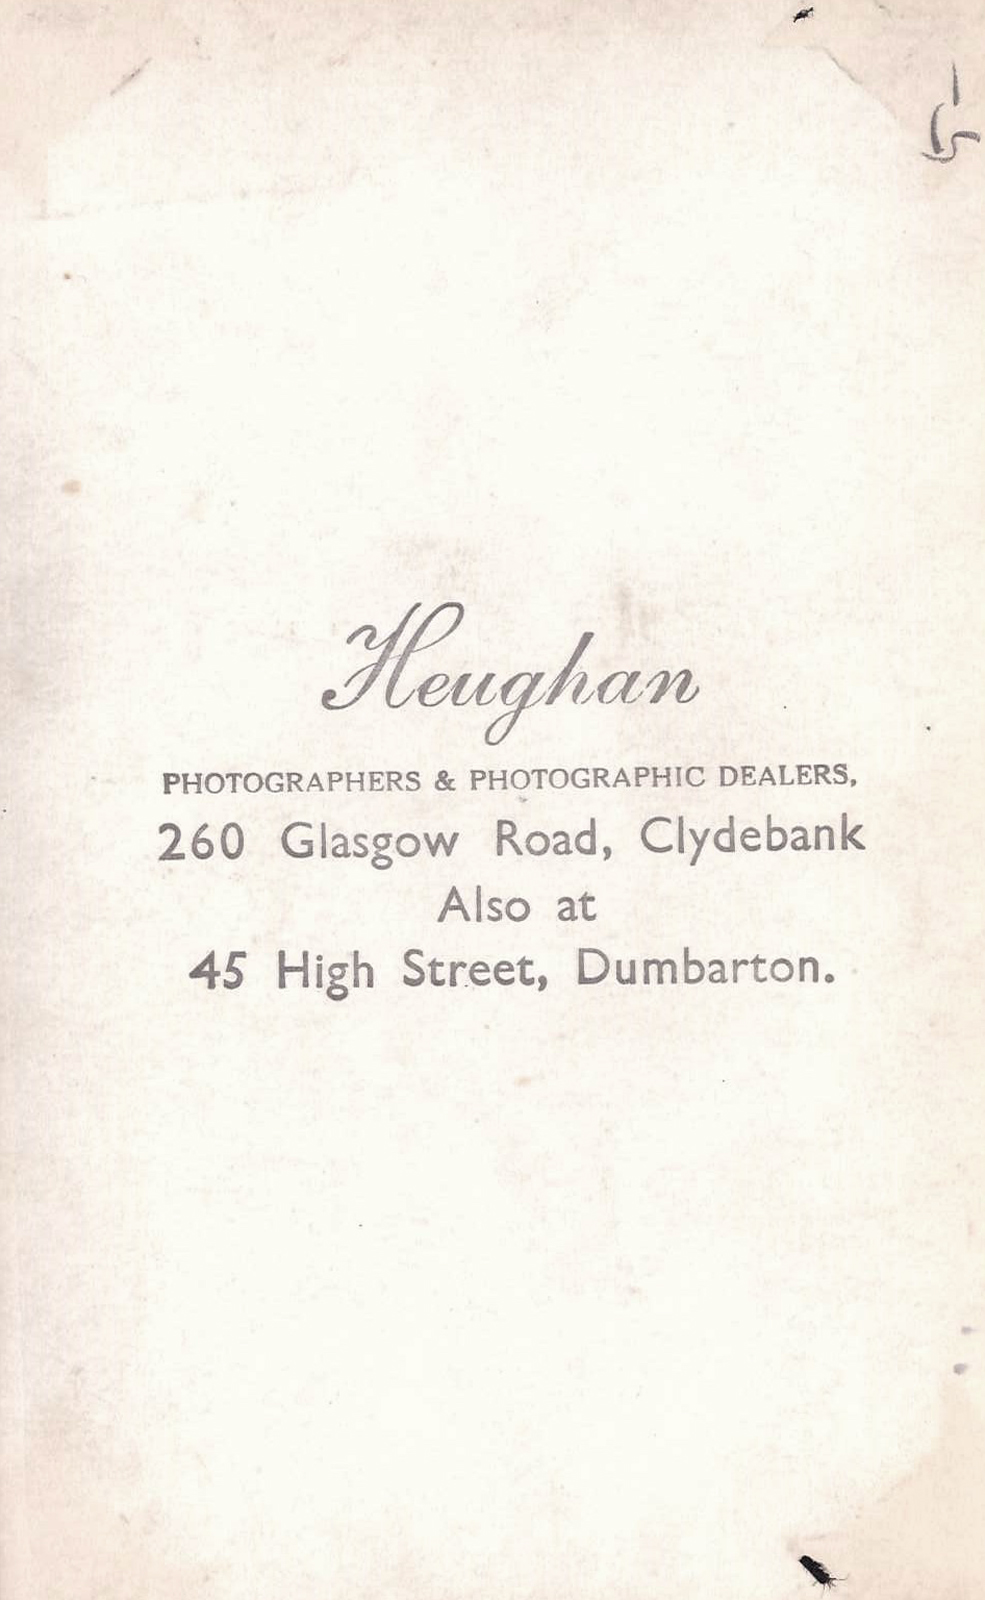 Heughan
PHOTOGRAPHERS & PHOTOGRAPHIC DEALERS,
260 Glasgow Road, Clydebank
Also at
45 High Street, Dumbarton.